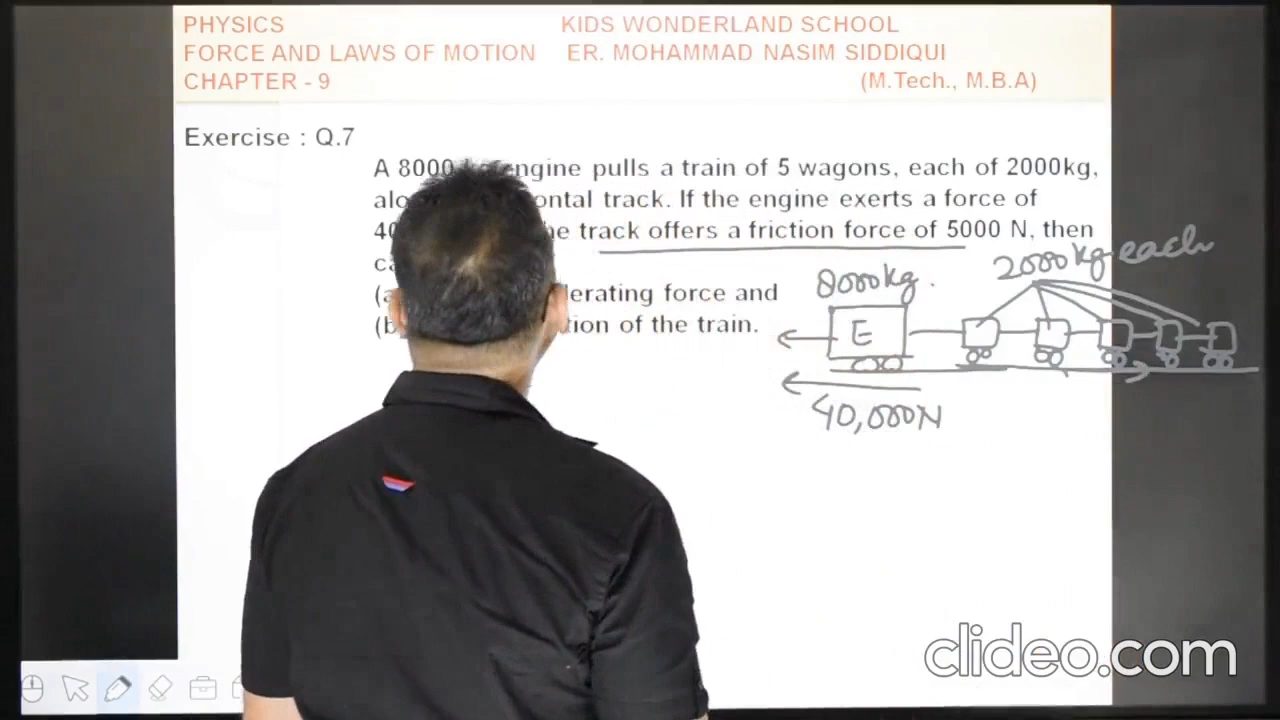 PHYSICS KIDS WONDERLAND SCHOOL
FORCE AND LAWS OF MOTION ER. MOHAMMAD NASIM SIDDIQUI
CHAPTER - 9 (M.Tech., M.B.A)
Exercise : Q.7
A 8000 engine pulls a train of 5 wagons, each of 2000kg,
track. If the engine exerts a force of
track offers a friction force of 5000 N, then
force and
of the train.
2000kg each
8000kg.
E
40,000N
clideo.com